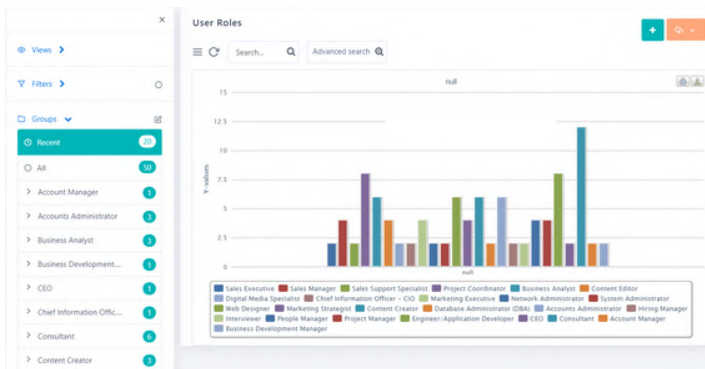 ×
User Roles
Views
Search...
Advanced search
Filters
null
15
Groups
12.5
Recent 20
10
All 50
7.5
Account Manager 1
Y-values
Accounts Administrator 3
5
Business Analyst 3
2.5
Business Development... 1
0
null
CEO 1
Sales Executive Sales Manager Sales Support Specialist Project Coordinator Business Analyst Content Editor
Digital Media Specialist Chief Information Officer - CIO Marketing Executive Network Administrator System Administrator
Chief Information Offic... 1
Web Designer Marketing Strategist Content Creator Database Administrator (DBA) Accounts Administrator Hiring Manager
Interviewer People Manager Project Manager Engineer/Application Developer CEO Consultant Account Manager
Consultant 6
Business Development Manager
Content Creator 3